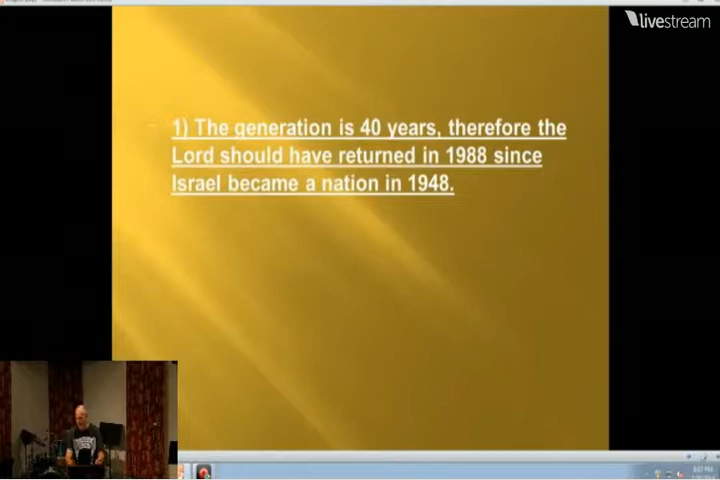 livestream
1) The generation is 40 years, therefore the
Lord should have returned in 1988 since
Israel became a nation in 1948.